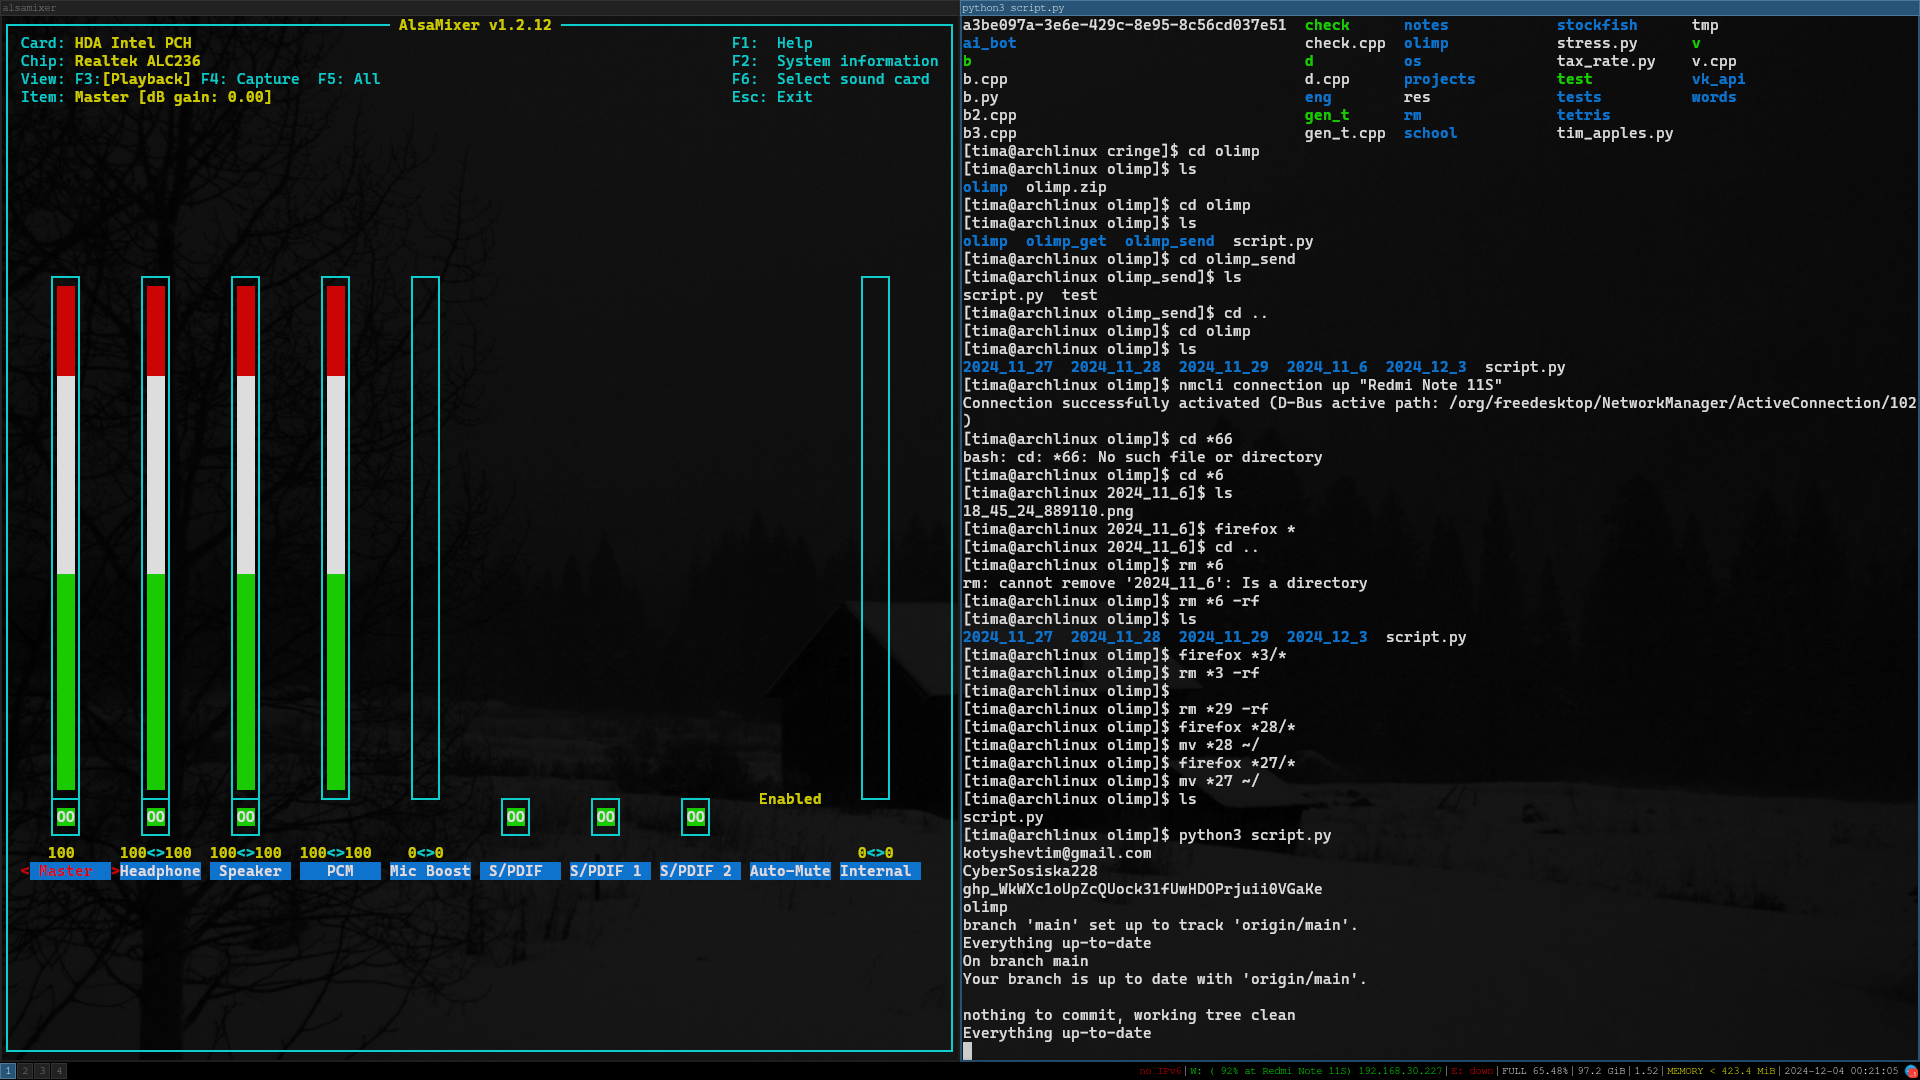 alsamixer
AlsaMixer v1.2.12
Card: HDA Intel PCH
F1: Help
Chip: Realtek ALC236
F2: System information
View: F3:[Playback] F4: Capture F5: All
F6: Select sound card
Item: Master [dB gain: 0.00]
Esc: Exit
Enabled
OO OO OO OO OO OO
100 100<>100 100<>100 100<>100 0<>0 0<>0
< Master >Headphone Speaker PCM Mic Boost S/PDIF S/PDIF 1 S/PDIF 2 Auto-Mute Internal
python3 script.py
a3be097a-3e6e-429c-8e95-8c56cd037e51 check notes stockfish tmp
ai_bot check.cpp olimp stress.py v
b d os tax_rate.py v.cpp
b.cpp d.cpp projects test vk_api
b.py eng res tests words
b2.cpp gen_t rm tetris
b3.cpp gen_t.cpp school tim_apples.py
[tima@archlinux cringe]$ cd olimp
[tima@archlinux olimp]$ ls
olimp olimp.zip
[tima@archlinux olimp]$ cd olimp
[tima@archlinux olimp]$ ls
olimp olimp_get olimp_send script.py
[tima@archlinux olimp]$ cd olimp_send
[tima@archlinux olimp_send]$ ls
script.py test
[tima@archlinux olimp_send]$ cd ..
[tima@archlinux olimp]$ cd olimp
[tima@archlinux olimp]$ ls
2024_11_27 2024_11_28 2024_11_29 2024_11_6 2024_12_3 script.py
[tima@archlinux olimp]$ nmcli connection up "Redmi Note 11S"
Connection successfully activated (D-Bus active path: /org/freedesktop/NetworkManager/ActiveConnection/102
)
[tima@archlinux olimp]$ cd *66
bash: cd: *66: No such file or directory
[tima@archlinux olimp]$ cd *6
[tima@archlinux 2024_11_6]$ ls
18_45_24_889110.png
[tima@archlinux 2024_11_6]$ firefox *
[tima@archlinux 2024_11_6]$ cd ..
[tima@archlinux olimp]$ rm *6
rm: cannot remove '2024_11_6': Is a directory
[tima@archlinux olimp]$ rm *6 -rf
[tima@archlinux olimp]$ ls
2024_11_27 2024_11_28 2024_11_29 2024_12_3 script.py
[tima@archlinux olimp]$ firefox *3/*
[tima@archlinux olimp]$ rm *3 -rf
[tima@archlinux olimp]$
[tima@archlinux olimp]$ rm *29 -rf
[tima@archlinux olimp]$ firefox *28/*
[tima@archlinux olimp]$ mv *28 ~/
[tima@archlinux olimp]$ firefox *27/*
[tima@archlinux olimp]$ mv *27 ~/
[tima@archlinux olimp]$ ls
script.py
[tima@archlinux olimp]$ python3 script.py
kotyshevtim@gmail.com
CyberSosiska228
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
olimp
branch 'main' set up to track 'origin/main'.
Everything up-to-date
On branch main
Your branch is up to date with 'origin/main'.
nothing to commit, working tree clean
Everything up-to-date
1 2 3 4
no IPv6|W: ( 92% at Redmi Note 11S) 192.168.30.227|E: down|FULL 65.48%|97.2 GiB|1.52|MEMORY < 423.4 MiB|2024-12-04 00:21:05